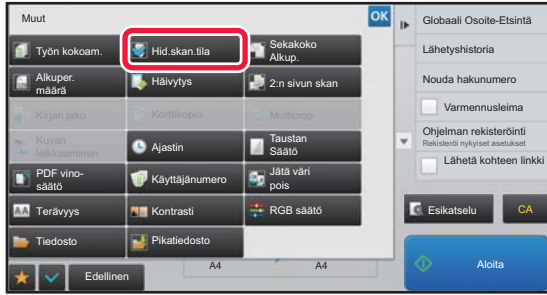 Muut
OK
Työn kokoam.
Hid.skan.tila
Sekakoko
Alkup.
Alkuper.
määrä
Häivytys
2:n sivun skan
Kirjan jako
Korttikopio
Multicrop
Kuvan
leikkaaminen
Ajastin
Taustan
Säätö
PDF vino-
säätö
Käyttäjänumero
Jätä väri
pois
Terävyys
Kontrasti
RGB säätö
Tiedosto
Pikatiedosto
Edellinen
A4
A4
Globaali Osoite-Etsintä
Lähetyshistoria
Nouda hakunumero
Varmennusleima
Ohjelman rekisteröinti
Rekisteröi nykyiset asetukset
Lähetä kohteen linkki
Esikatselu
CA
Aloita